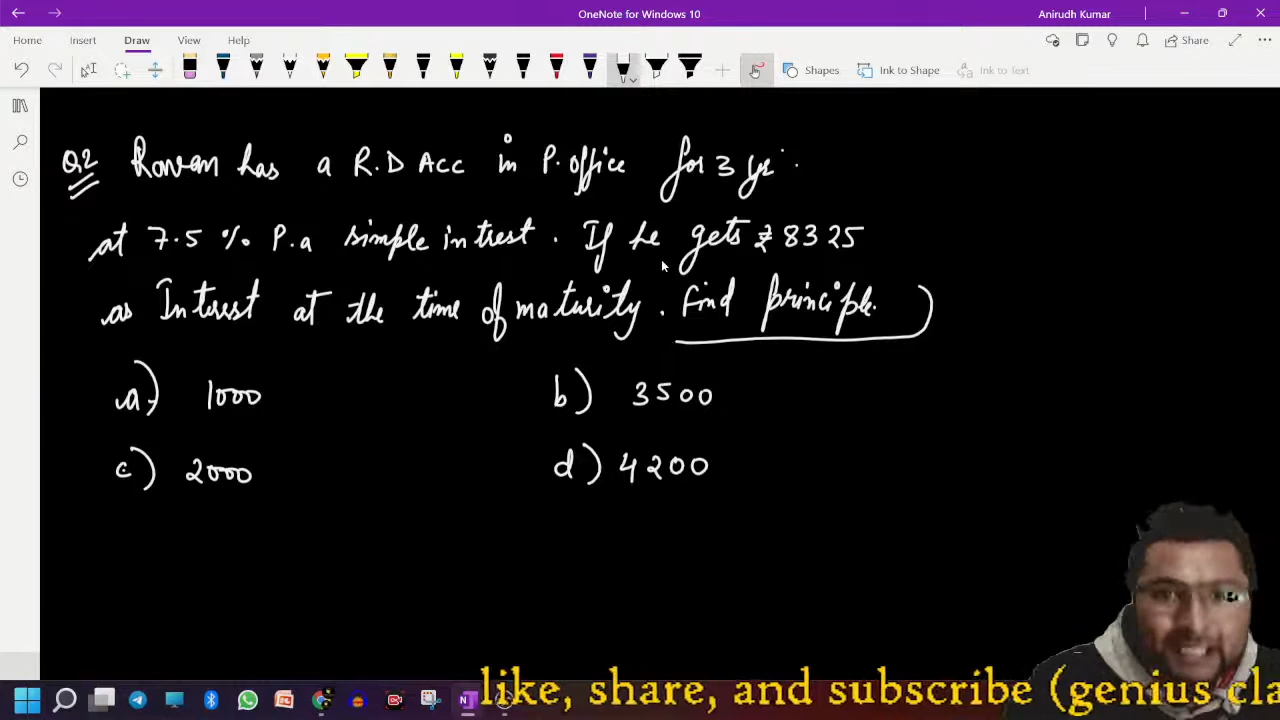 OneNote for Windows 10
Anirudh Kumar
Home Insert Draw View Help
Share
Shapes Ink to Shape Ink to Text
Q2 has a R.D Acc in P.office for 3 yr
at 7.5 % P.a simple intrest. If he gets ₹ 8325
as Interest at the time of maturity. find principle.
a) 1000 b) 3500
c) 2000 d) 4200
like, share, and subscribe (genius cla